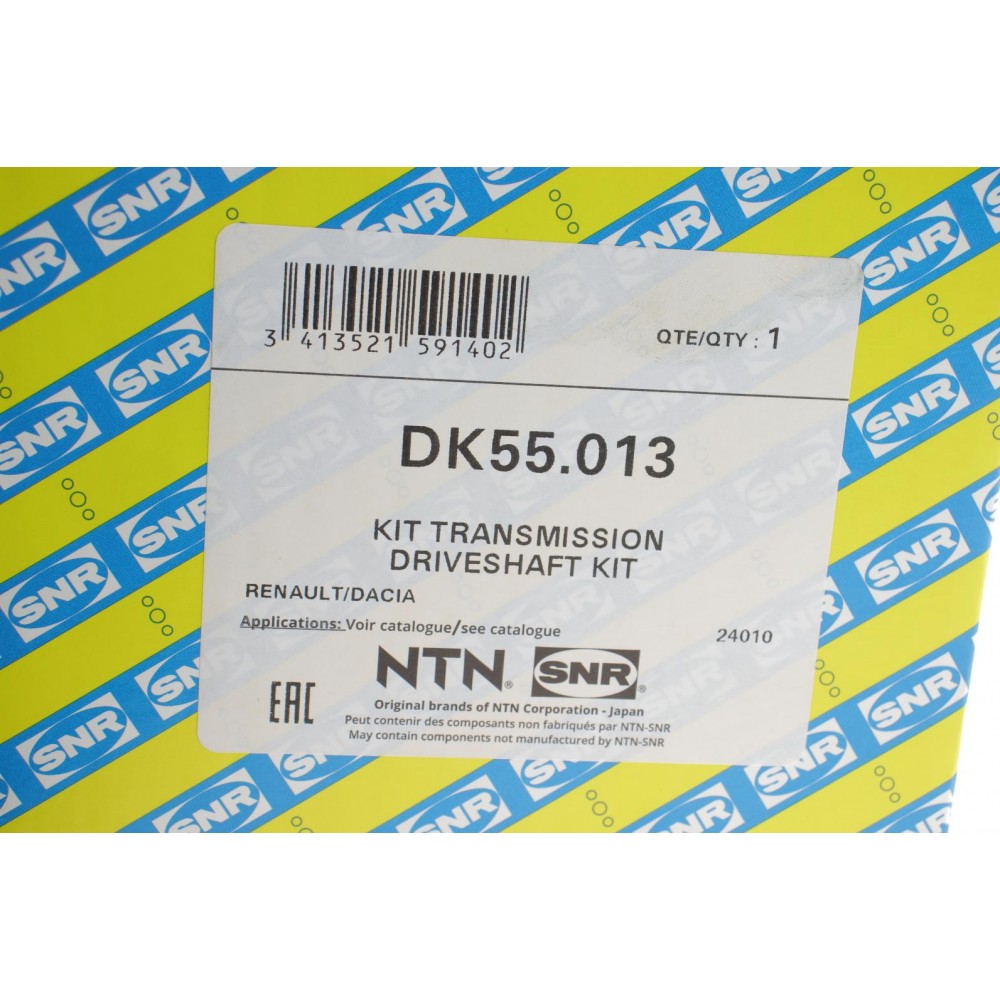 3 413521 591402
QTE/QTY : 1
DK55.013
KIT TRANSMISSION
DRIVESHAFT KIT
RENAULT/DACIA
Applications: Voir catalogue/see catalogue
24010
EAC
NTN® SNR®
Original brands of NTN Corporation - Japan
Peut contenir des composants non fabriqués par NTN-SNR
May contain components not manufactured by NTN-SNR
SNR